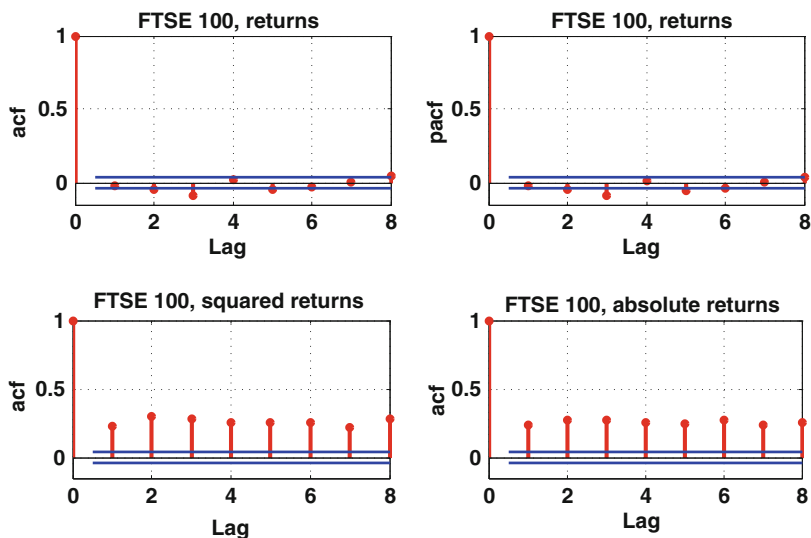 FTSE 100, returns
1
0.5
0
acf
0 2 4 6 8
Lag
FTSE 100, returns
1
0.5
0
pacf
0 2 4 6 8
Lag
FTSE 100, squared returns
1
0.5
0
acf
0 2 4 6 8
Lag
FTSE 100, absolute returns
1
0.5
0
acf
0 2 4 6 8
Lag